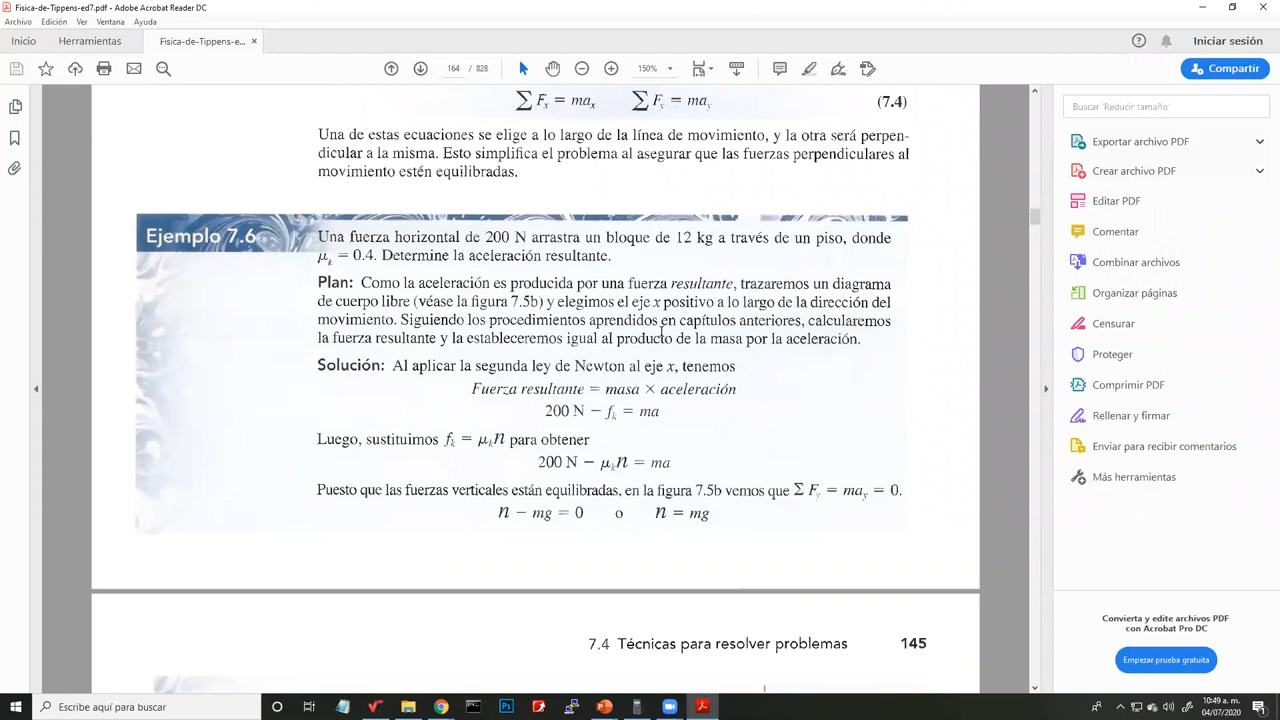 Fisica-de-Tippens-ed7.pdf - Adobe Acrobat Reader DC
Archivo Edición Ver Ventana Ayuda
Inicio Herramientas Fisica-de-Tippens-e... × Iniciar sesión
164 / 828 150% Compartir
∑ Fx = max ∑ Fy = may (7.4)
Una de estas ecuaciones se elige a lo largo de la línea de movimiento, y la otra será perpen-
dicular a la misma. Esto simplifica el problema al asegurar que las fuerzas perpendiculares al
movimiento estén equilibradas.
Ejemplo 7.6
Una fuerza horizontal de 200 N arrastra un bloque de 12 kg a través de un piso, donde
μk = 0.4. Determine la aceleración resultante.
Plan: Como la aceleración es producida por una fuerza resultante, trazaremos un diagrama
de cuerpo libre (véase la figura 7.5b) y elegimos el eje x positivo a lo largo de la dirección del
movimiento. Siguiendo los procedimientos aprendidos en capítulos anteriores, calcularemos
la fuerza resultante y la estableceremos igual al producto de la masa por la aceleración.
Solución: Al aplicar la segunda ley de Newton al eje x, tenemos
Fuerza resultante = masa × aceleración
200 N − fk = ma
Luego, sustituimos fk = μkn para obtener
200 N − μkn = ma
Puesto que las fuerzas verticales están equilibradas, en la figura 7.5b vemos que Σ Fy = may = 0.
n − mg = 0 o n = mg
7.4 Técnicas para resolver problemas 145
Buscar 'Reducir tamaño'
Exportar archivo PDF
Crear archivo PDF
Editar PDF
Comentar
Combinar archivos
Organizar páginas
Censurar
Proteger
Comprimir PDF
Rellenar y firmar
Enviar para recibir comentarios
Más herramientas
Convierta y edite archivos PDF
con Acrobat Pro DC
Empezar prueba gratuita
Escribe aquí para buscar
10:49 a. m.
04/07/2020